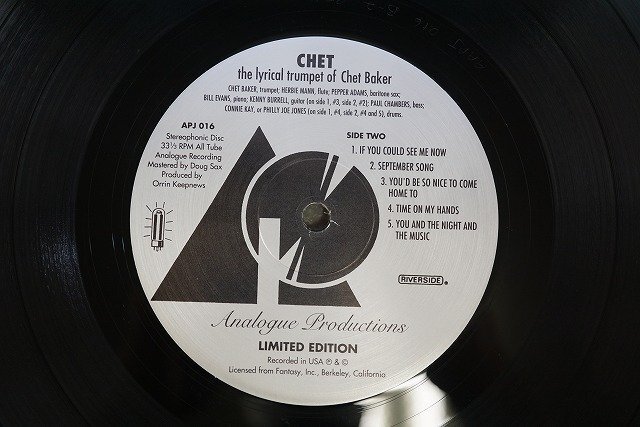 CHET
the lyrical trumpet of Chet Baker
CHET BAKER, trumpet; HERBIE MANN, flute; PEPPER ADAMS, baritone sax;
BILL EVANS, piano; KENNY BURRELL, guitar (on side 1, #3, side 2, #2); PAUL CHAMBERS, bass;
CONNIE KAY, or PHILLY JOE JONES (on side 1, #4, side 2, #4 and 5), drums.
APJ 016
Stereophonic Disc
33⅓ RPM All Tube
Analogue Recording
Mastered by Doug Sax
Produced by
Orrin Keepnews
SIDE TWO
1. IF YOU COULD SEE ME NOW
2. SEPTEMBER SONG
3. YOU'D BE SO NICE TO COME
HOME TO
4. TIME ON MY HANDS
5. YOU AND THE NIGHT AND
THE MUSIC
RIVERSIDE
Analogue Productions
LIMITED EDITION
Recorded in USA ℗ & ©
Licensed from Fantasy, Inc., Berkeley, California.